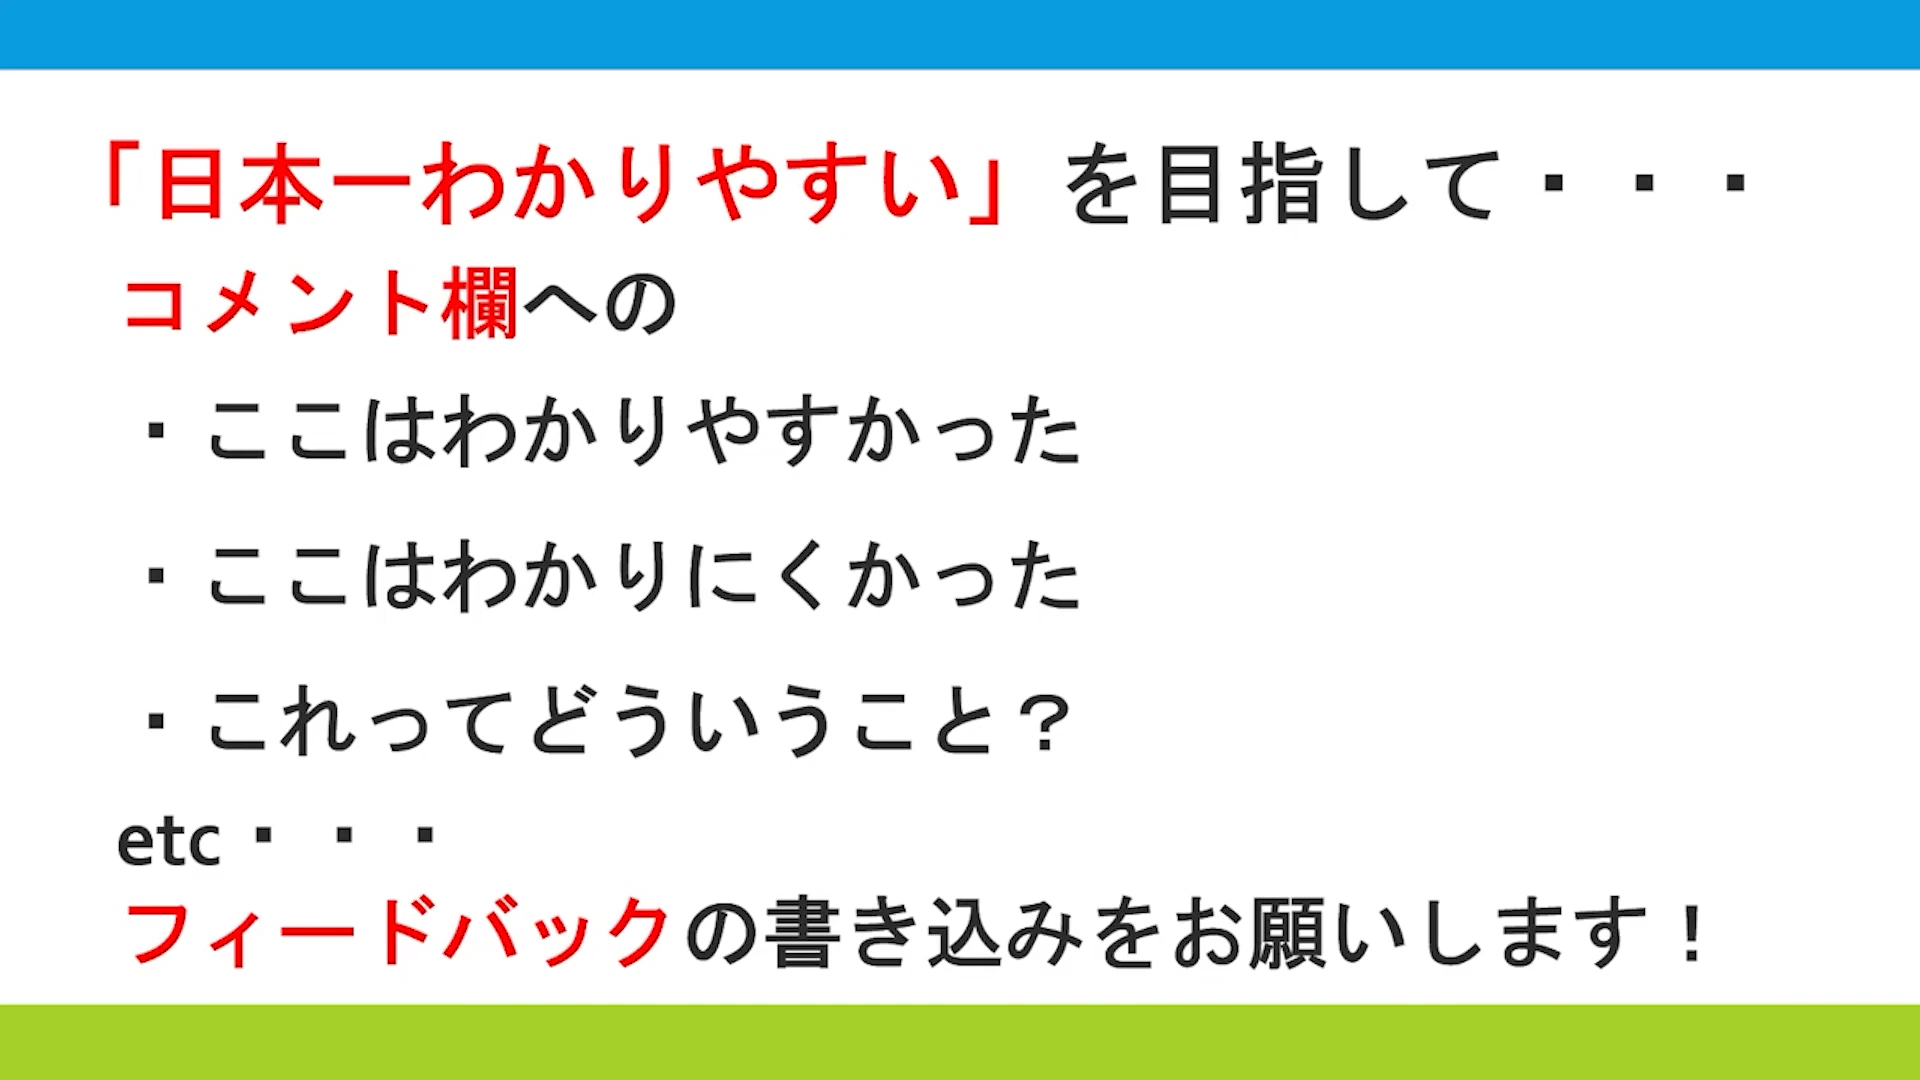 「日本一わかりやすい」を目指して・・・
コメント欄への
・ここはわかりやすかった
・ここはわかりにくかった
・これってどういうこと？
etc・・・
フィードバックの書き込みをお願いします！